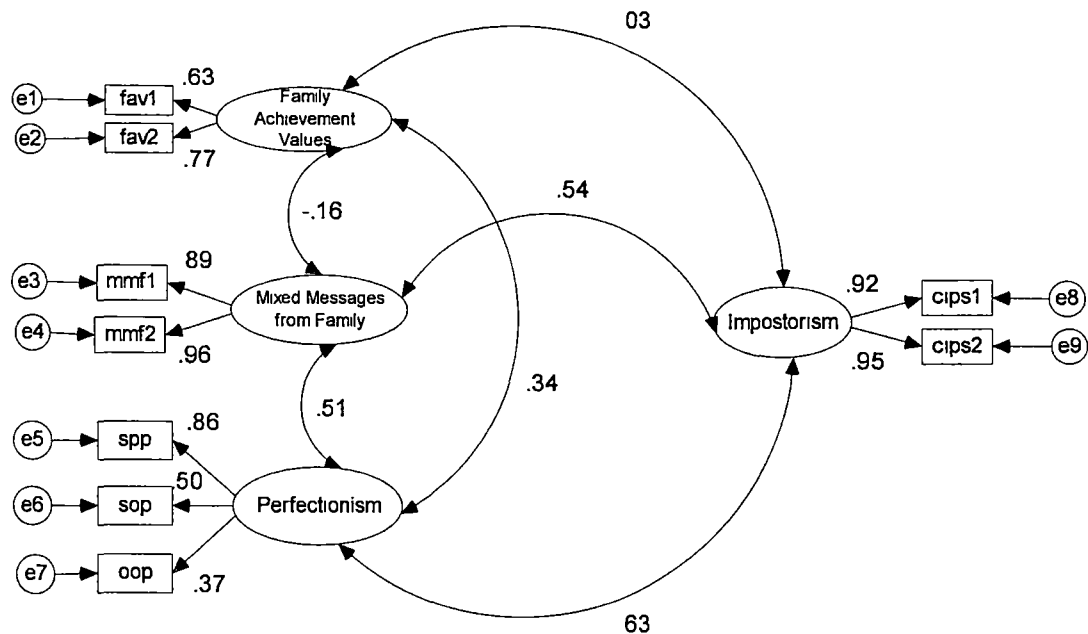 03
.63
e1
fav1
Family
Achievement
Values
e2
fav2
.77
.54
-.16
e3
mmf1
89
Mixed Messages
from Family
e4
mmf2
.96
.92
cips1
e8
Impostorism
cips2
e9
.95
.34
.51
.86
e5
spp
50
e6
sop
Perfectionism
e7
oop
.37
63